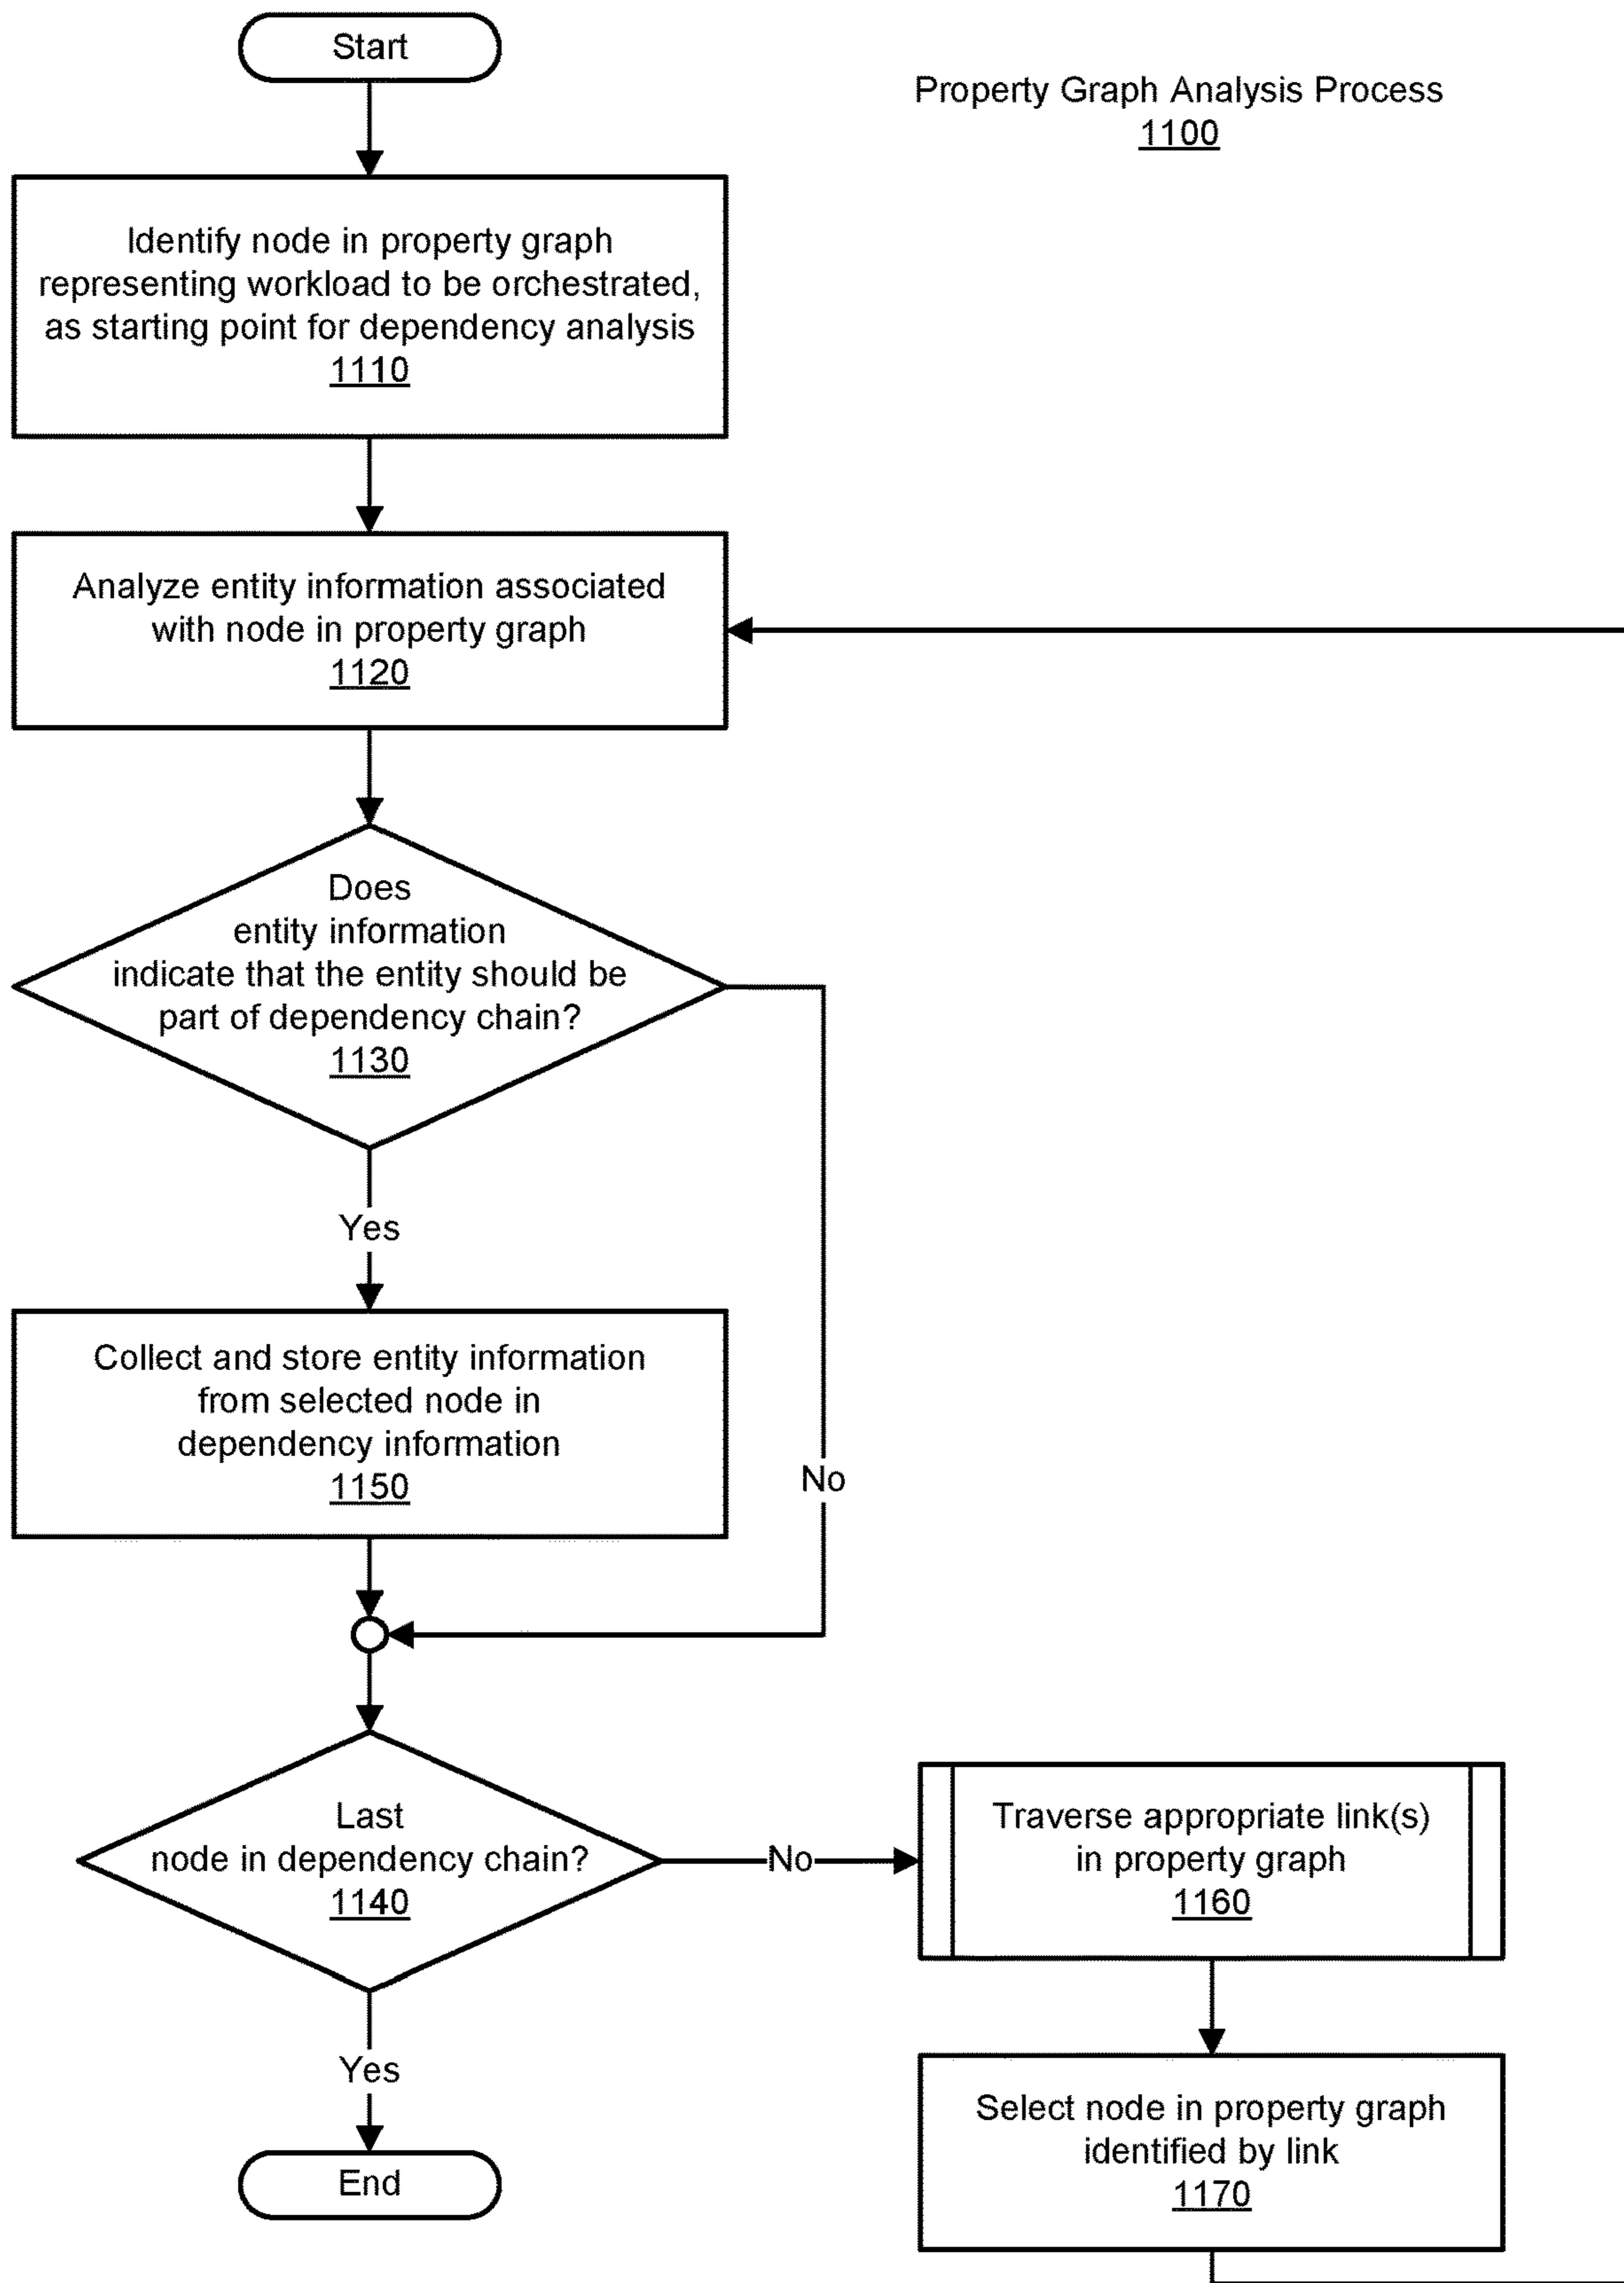 Start
Property Graph Analysis Process
1100
Identify node in property graph
representing workload to be orchestrated,
as starting point for dependency analysis
1110
Analyze entity information associated
with node in property graph
1120
Does
entity information
indicate that the entity should be
part of dependency chain?
1130
Yes
Collect and store entity information
from selected node in
dependency information
1150
No
Last
node in dependency chain?
1140
No
Traverse appropriate link(s)
in property graph
1160
Yes
Select node in property graph
identified by link
1170
End